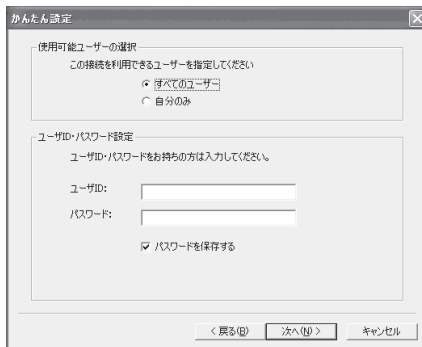 かんたん設定
使用可能ユーザーの選択
この接続を利用できるユーザーを指定してください
すべてのユーザー
自分のみ
ユーザID・パスワード設定
ユーザID・パスワードをお持ちの方は入力してください。
ユーザID:
パスワード:
パスワードを保存する
< 戻る(B) 次へ(N) > キャンセル